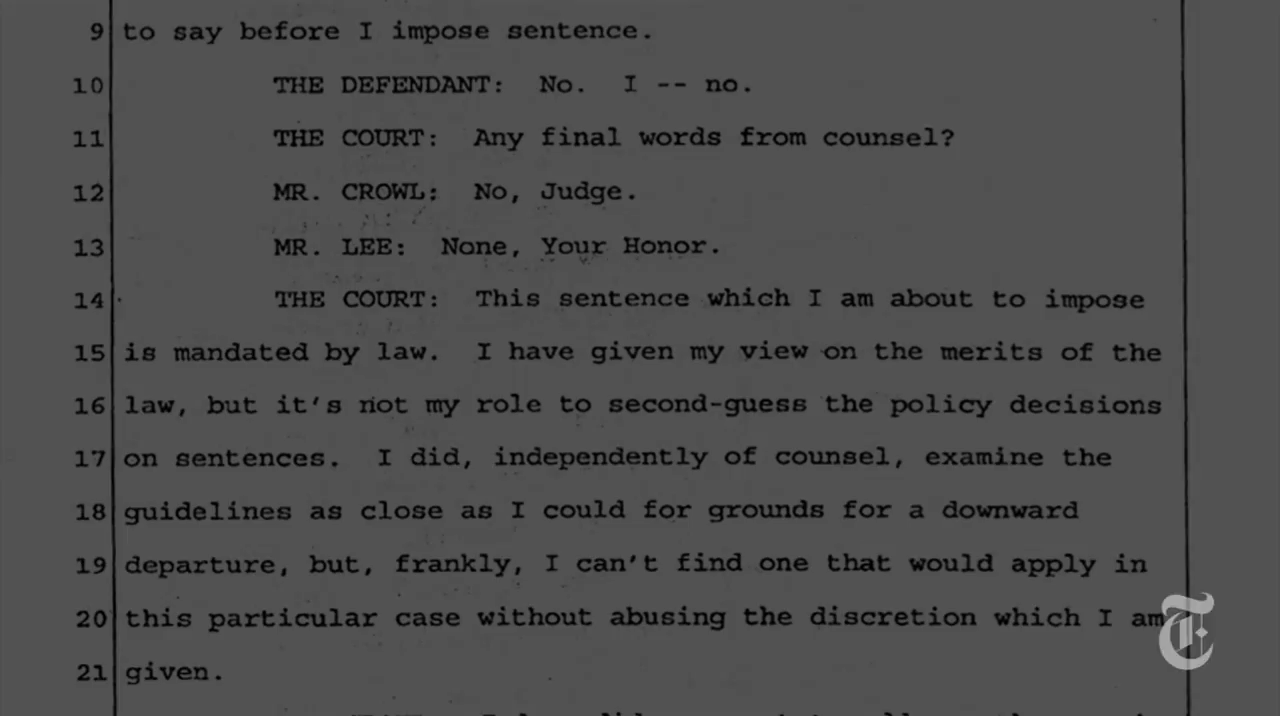 9 to say before I impose sentence.
10 THE DEFENDANT: No. I -- no.
11 THE COURT: Any final words from counsel?
12 MR. CROWL: No, Judge.
13 MR. LEE: None, Your Honor.
14 THE COURT: This sentence which I am about to impose
15 is mandated by law. I have given my view on the merits of the
16 law, but it's not my role to second-guess the policy decisions
17 on sentences. I did, independently of counsel, examine the
18 guidelines as close as I could for grounds for a downward
19 departure, but, frankly, I can't find one that would apply in
20 this particular case without abusing the discretion which I am
21 given.
T